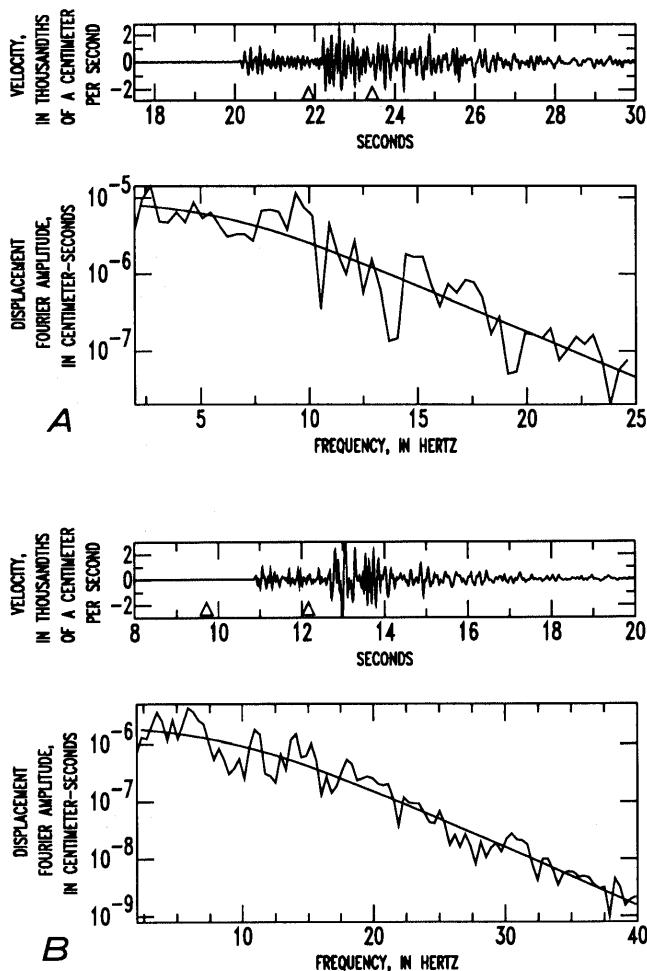 VELOCITY,
IN THOUSANDTHS
OF A CENTIMETER
PER SECOND
2
0
-2
18 20 22 24 26 28 30
SECONDS
DISPLACEMENT
FOURIER AMPLITUDE,
IN CENTIMETER-SECONDS
10-5
10-6
10-7
5 10 15 20 25
FREQUENCY, IN HERTZ
A
VELOCITY,
IN THOUSANDTHS
OF A CENTIMETER
PER SECOND
2
0
-2
8 10 12 14 16 18 20
SECONDS
DISPLACEMENT
FOURIER AMPLITUDE,
IN CENTIMETER-SECONDS
10-6
10-7
10-8
10-9
10 20 30 40
FREQUENCY, IN HERTZ
B